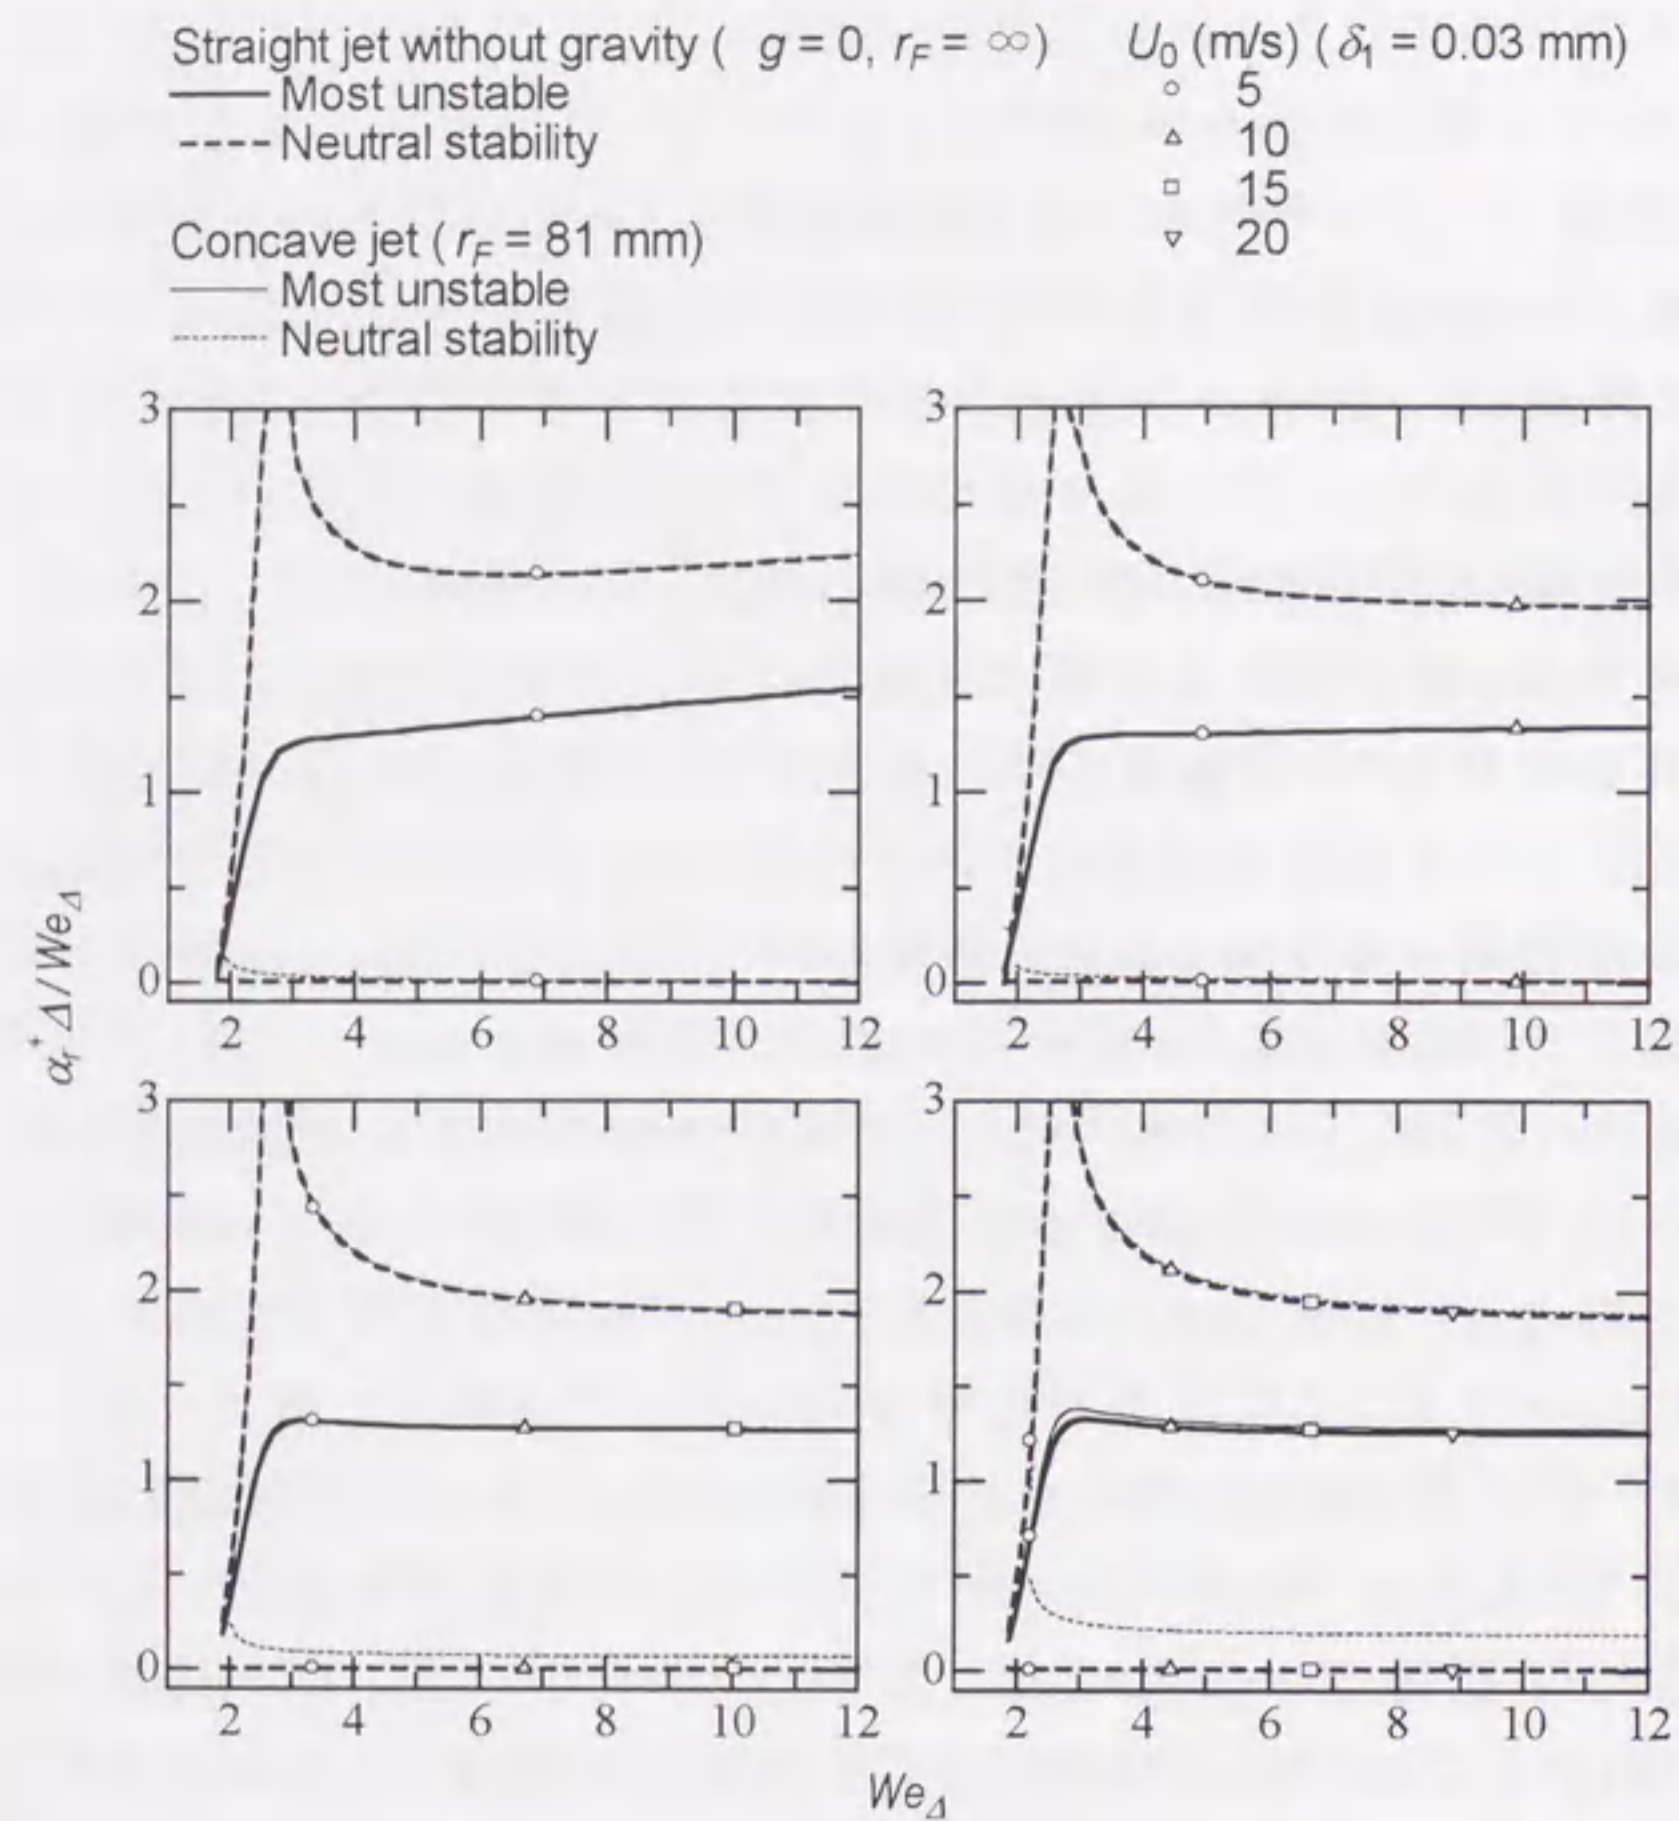 Straight jet without gravity ( g = 0, r_F = ∞)
Most unstable
Neutral stability
Concave jet ( r_F = 81 mm)
Most unstable
Neutral stability
U_0 (m/s) ( δ_1 = 0.03 mm)
5
10
15
20
3
2
1
0
2 4 6 8 10 12
3
2
1
0
2 4 6 8 10 12
α_r^* Δ / We_Δ
3
2
1
0
2 4 6 8 10 12
3
2
1
0
2 4 6 8 10 12
We_Δ